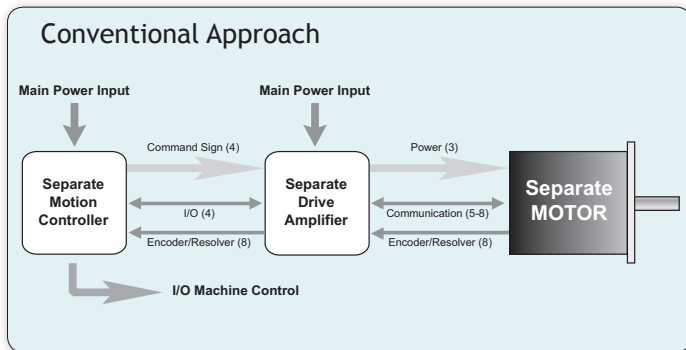 Conventional Approach
Main Power Input
Main Power Input
Command Sign (4)
Power (3)
Separate
Motion
Controller
Separate
Drive
Amplifier
Separate
MOTOR
I/O (4)
Communication (5-8)
Encoder/Resolver (8)
Encoder/Resolver (8)
I/O Machine Control